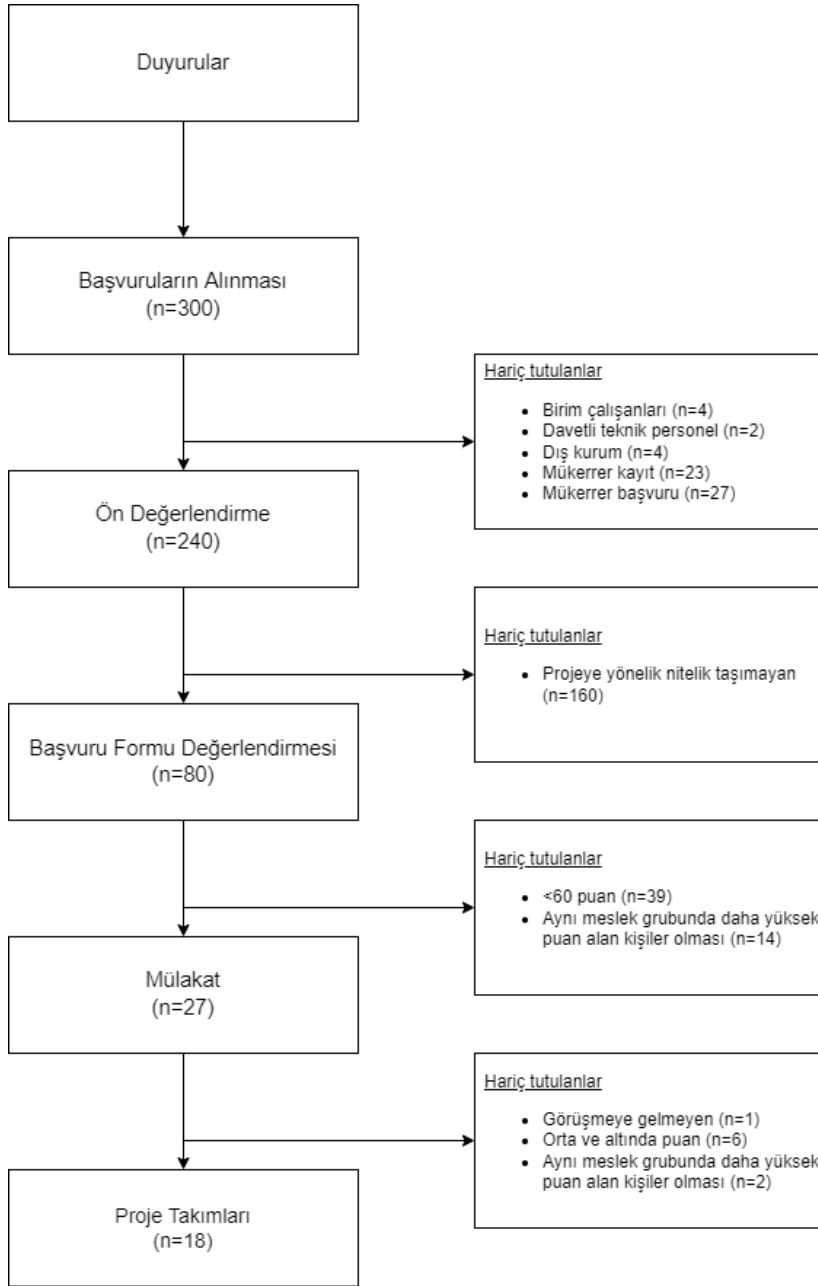 Duyurular
Başvuruların Alınması
(n=300)
Hariç tutulanlar
• Birim çalışanları (n=4)
• Davetli teknik personel (n=2)
• Dış kurum (n=4)
• Mükerrer kayıt (n=23)
• Mükerrer başvuru (n=27)
Ön Değerlendirme
(n=240)
Hariç tutulanlar
• Projeye yönelik nitelik taşımayan
(n=160)
Başvuru Formu Değerlendirmesi
(n=80)
Hariç tutulanlar
• <60 puan (n=39)
• Aynı meslek grubunda daha yüksek
puan alan kişiler olması (n=14)
Mülakat
(n=27)
Hariç tutulanlar
• Görüşmeye gelmeyen (n=1)
• Orta ve altında puan (n=6)
• Aynı meslek grubunda daha yüksek
puan alan kişiler olması (n=2)
Proje Takımları
(n=18)